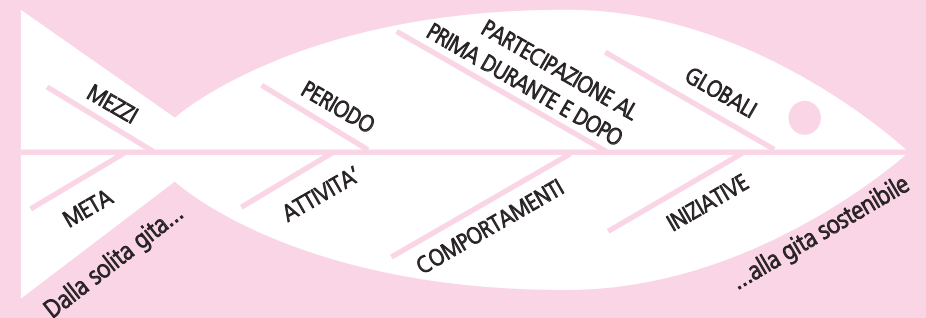 MEZZI
PERIODO
PARTECIPAZIONE AL
PRIMA DURANTE E DOPO
GLOBALI
META
ATTIVITA'
COMPORTAMENTI
INIZIATIVE
Dalla solita gita...
...alla gita sostenibile